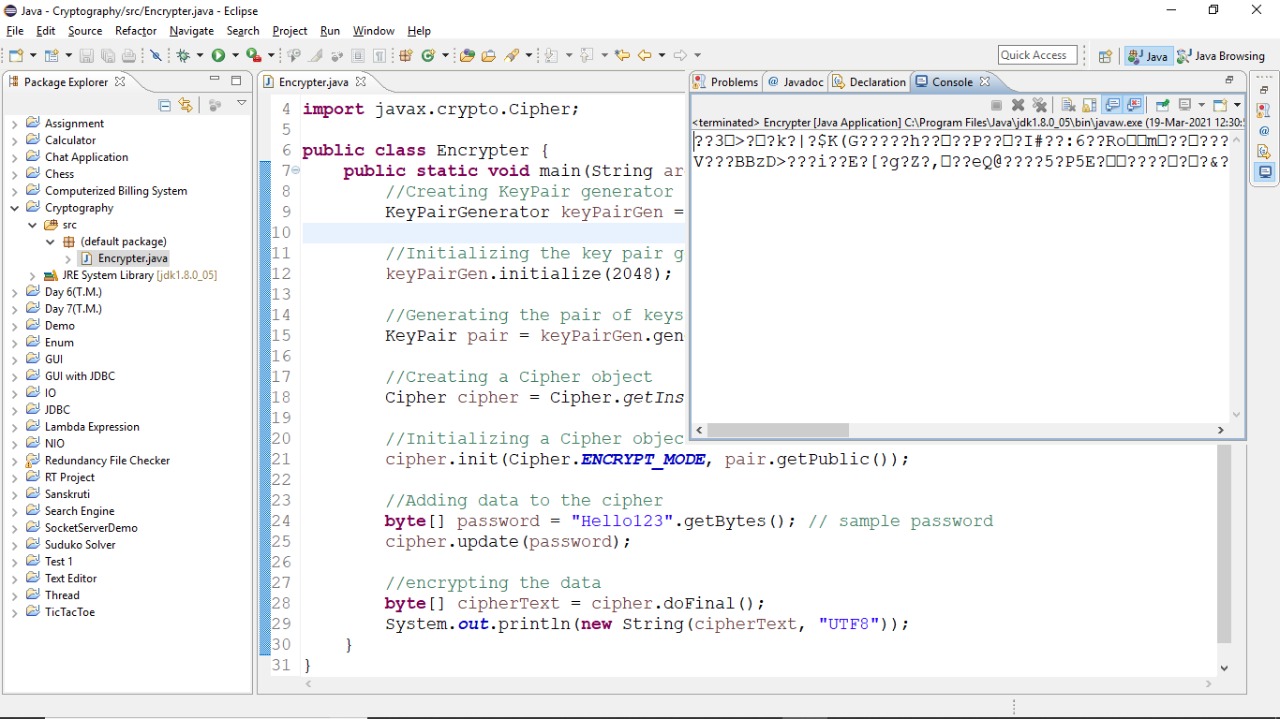 Java - Cryptography/src/Encrypter.java - Eclipse
File Edit Source Refactor Navigate Search Project Run Window Help
Quick Access
Java
Java Browsing
Package Explorer
Assignment
Calculator
Chat Application
Chess
Computerized Billing System
Cryptography
src
(default package)
Encrypter.java
JRE System Library [jdk1.8.0_05]
Day 6(T.M.)
Day 7(T.M.)
Demo
Enum
GUI
GUI with JDBC
IO
JDBC
Lambda Expression
NIO
Redundancy File Checker
RT Project
Sanskruti
Search Engine
SocketServerDemo
Suduko Solver
Test 1
Text Editor
Thread
TicTacToe
Encrypter.java
4 import javax.crypto.Cipher;
5
6 public class Encrypter {
7 public static void main(String ar
8 //Creating KeyPair generator
9 KeyPairGenerator keyPairGen =
10
11 //Initializing the key pair g
12 keyPairGen.initialize(2048);
13
14 //Generating the pair of keys
15 KeyPair pair = keyPairGen.gen
16
17 //Creating a Cipher object
18 Cipher cipher = Cipher.getIns
19
20 //Initializing a Cipher objec
21 cipher.init(Cipher.ENCRYPT_MODE, pair.getPublic());
22
23 //Adding data to the cipher
24 byte[] password = "Hello123".getBytes(); // sample password
25 cipher.update(password);
26
27 //encrypting the data
28 byte[] cipherText = cipher.doFinal();
29 System.out.println(new String(cipherText, "UTF8"));
30 }
31 }
Problems @ Javadoc Declaration Console
<terminated> Encrypter [Java Application] C:\Program Files\Java\jdk1.8.0_05\bin\javaw.exe (19-Mar-2021 12:30:
??3□>?□?k?|?$K(G?????h??□??P??□?I#??:6??Ro□□m□??□???
V???BBzD>???i??E?[?g?Z?,□??eQ@????5?P5E?□□????□?□?&?